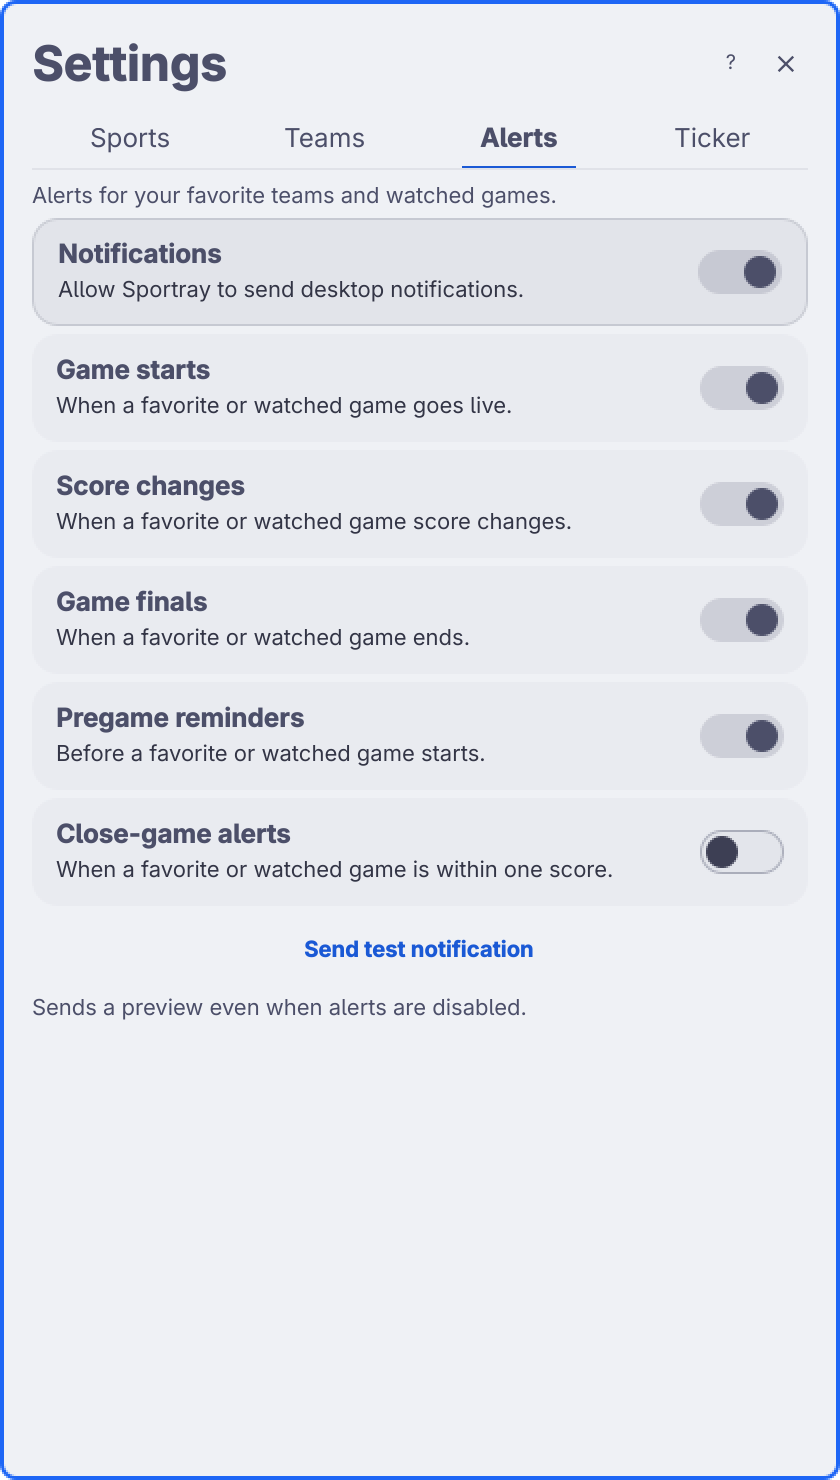 Settings
?
Sports Teams Alerts Ticker
Alerts for your favorite teams and watched games.
Notifications
Allow Sportray to send desktop notifications.
Game starts
When a favorite or watched game goes live.
Score changes
When a favorite or watched game score changes.
Game finals
When a favorite or watched game ends.
Pregame reminders
Before a favorite or watched game starts.
Close-game alerts
When a favorite or watched game is within one score.
Send test notification
Sends a preview even when alerts are disabled.